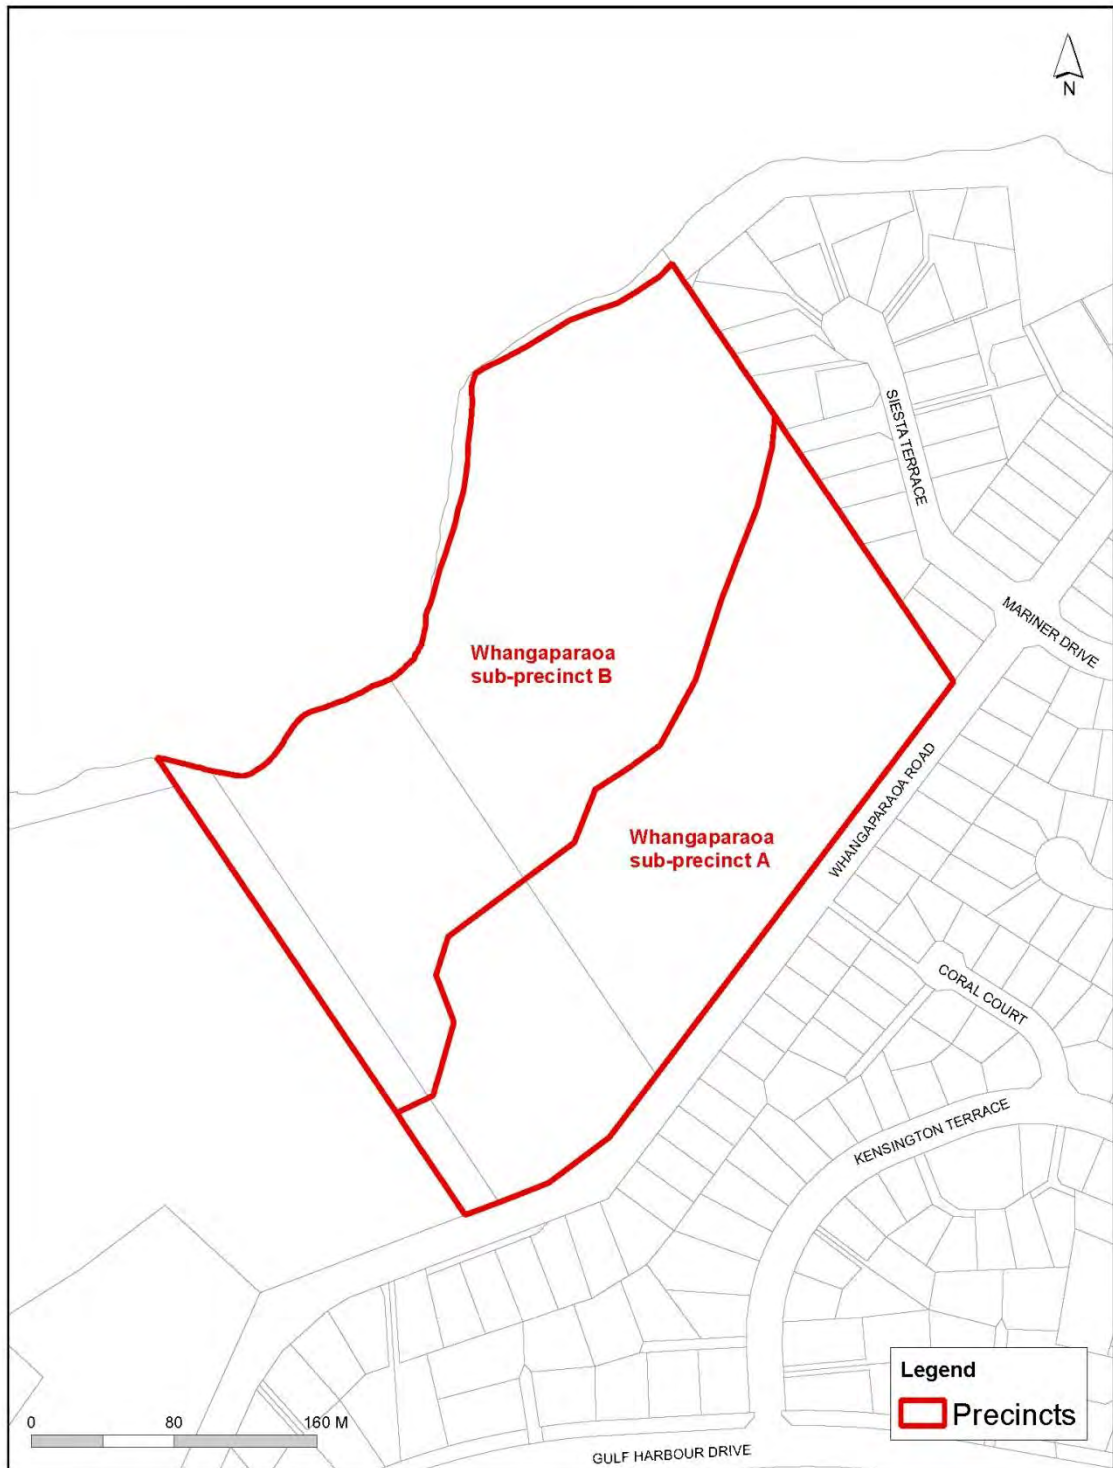 N
SIESTA TERRACE
MARINER DRIVE
Whangaparaoa
sub-precinct B
WHANGAPARAOA ROAD
Whangaparaoa
sub-precinct A
CORAL COURT
KENSINGTON TERRACE
Legend
Precincts
0 80 160 M
GULF HARBOUR DRIVE